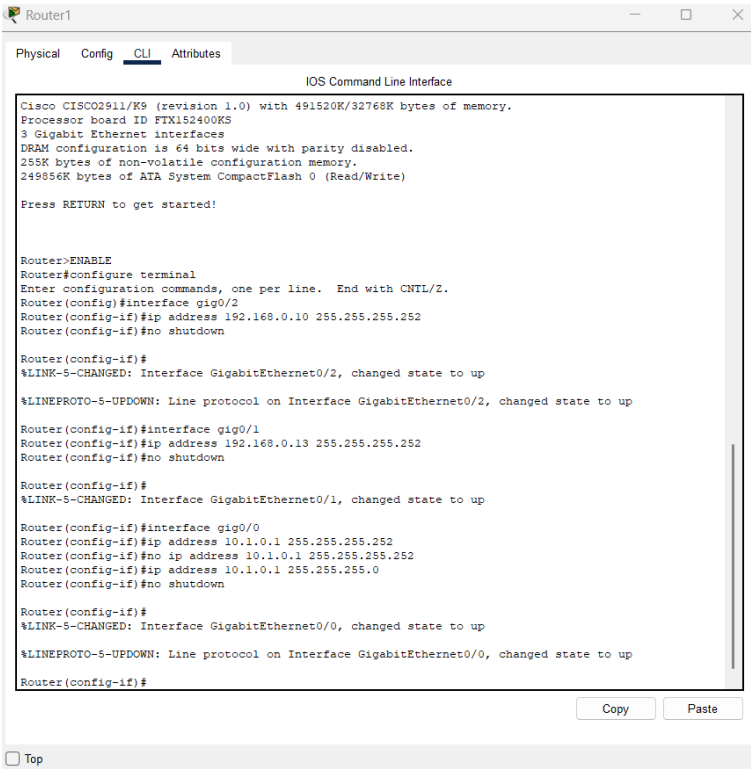 Router1
Physical Config CLI Attributes
IOS Command Line Interface
Cisco CISCO2911/K9 (revision 1.0) with 491520K/32768K bytes of memory.
Processor board ID FTX152400KS
3 Gigabit Ethernet interfaces
DRAM configuration is 64 bits wide with parity disabled.
255K bytes of non-volatile configuration memory.
249856K bytes of ATA System CompactFlash 0 (Read/Write)
Press RETURN to get started!
Router>ENABLE
Router#configure terminal
Enter configuration commands, one per line.  End with CNTL/Z.
Router(config)#interface gig0/2
Router(config-if)#ip address 192.168.0.10 255.255.255.252
Router(config-if)#no shutdown
Router(config-if)#
%LINK-5-CHANGED: Interface GigabitEthernet0/2, changed state to up
%LINEPROTO-5-UPDOWN: Line protocol on Interface GigabitEthernet0/2, changed state to up
Router(config-if)#interface gig0/1
Router(config-if)#ip address 192.168.0.13 255.255.255.252
Router(config-if)#no shutdown
Router(config-if)#
%LINK-5-CHANGED: Interface GigabitEthernet0/1, changed state to up
Router(config-if)#interface gig0/0
Router(config-if)#ip address 10.1.0.1 255.255.255.252
Router(config-if)#no ip address 10.1.0.1 255.255.255.252
Router(config-if)#ip address 10.1.0.1 255.255.255.0
Router(config-if)#no shutdown
Router(config-if)#
%LINK-5-CHANGED: Interface GigabitEthernet0/0, changed state to up
%LINEPROTO-5-UPDOWN: Line protocol on Interface GigabitEthernet0/0, changed state to up
Router(config-if)#
Copy Paste
Top